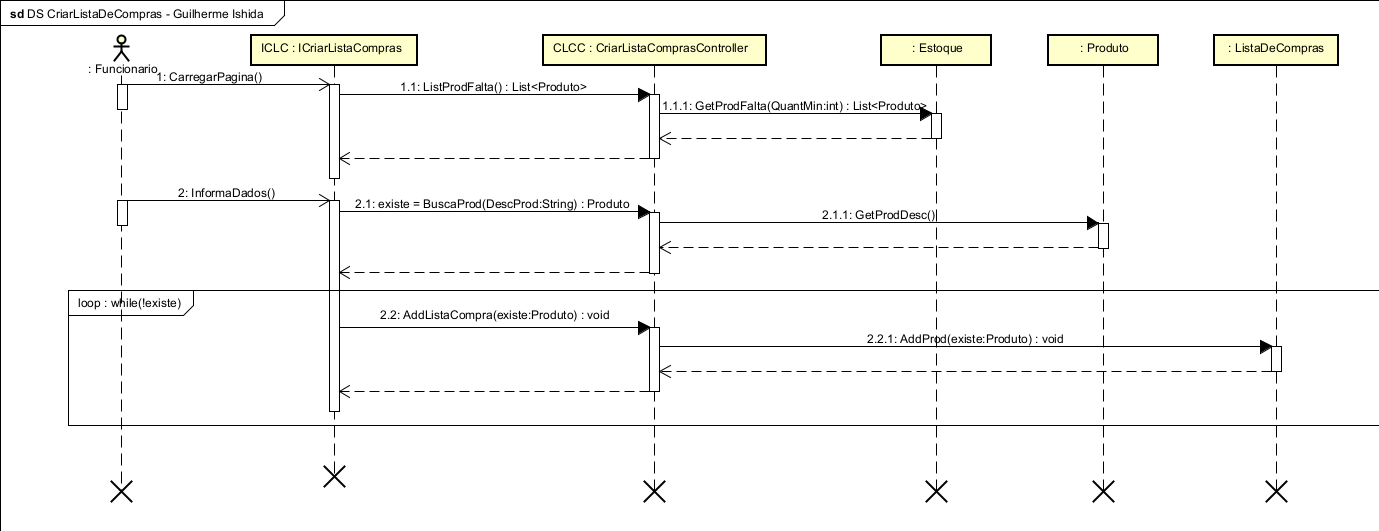 sd DS CriarListaDeCompras - Guilherme Ishida
ICLC : ICriarListaCompras
CLCC : CriarListaComprasController
: Estoque
: Produto
: ListaDeCompras
: Funcionario
1: CarregarPagina()
1.1: ListProdFalta() : List<Produto>
1.1.1: GetProdFalta(QuantMin:int) : List<Produto>
2: InformaDados()
2.1: existe = BuscaProd(DescProd:String) : Produto
2.1.1: GetProdDesc()
loop : while(!existe)
2.2: AddListaCompra(existe:Produto) : void
2.2.1: AddProd(existe:Produto) : void